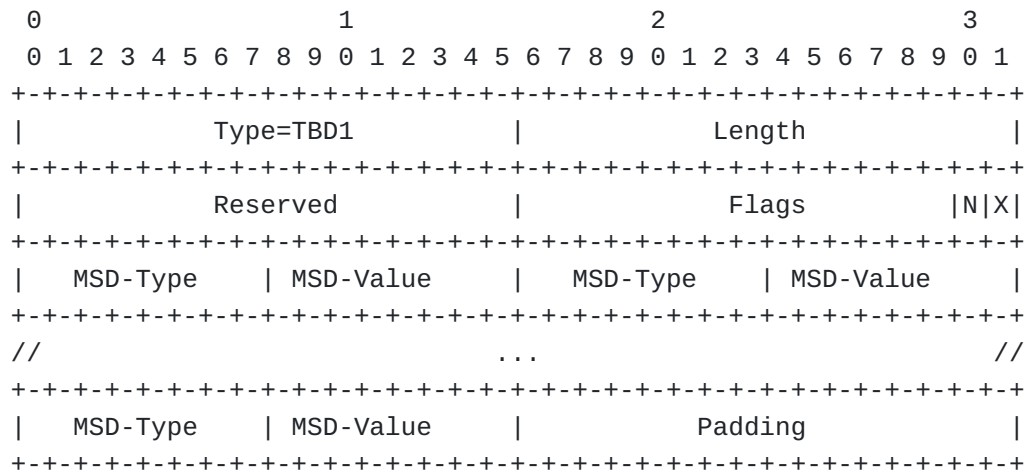 0                   1                   2                   3
 0 1 2 3 4 5 6 7 8 9 0 1 2 3 4 5 6 7 8 9 0 1 2 3 4 5 6 7 8 9 0 1
+-+-+-+-+-+-+-+-+-+-+-+-+-+-+-+-+-+-+-+-+-+-+-+-+-+-+-+-+-+-+-+-+
|            Type=TBD1           |            Length             |
+-+-+-+-+-+-+-+-+-+-+-+-+-+-+-+-+-+-+-+-+-+-+-+-+-+-+-+-+-+-+-+-+
|            Reserved           |             Flags         |N|X|
+-+-+-+-+-+-+-+-+-+-+-+-+-+-+-+-+-+-+-+-+-+-+-+-+-+-+-+-+-+-+-+-+
|   MSD-Type    | MSD-Value     |   MSD-Type    | MSD-Value     |
+-+-+-+-+-+-+-+-+-+-+-+-+-+-+-+-+-+-+-+-+-+-+-+-+-+-+-+-+-+-+-+-+
//                             ...                             //
+-+-+-+-+-+-+-+-+-+-+-+-+-+-+-+-+-+-+-+-+-+-+-+-+-+-+-+-+-+-+-+-+
|   MSD-Type    | MSD-Value     |           Padding             |
+-+-+-+-+-+-+-+-+-+-+-+-+-+-+-+-+-+-+-+-+-+-+-+-+-+-+-+-+-+-+-+-+